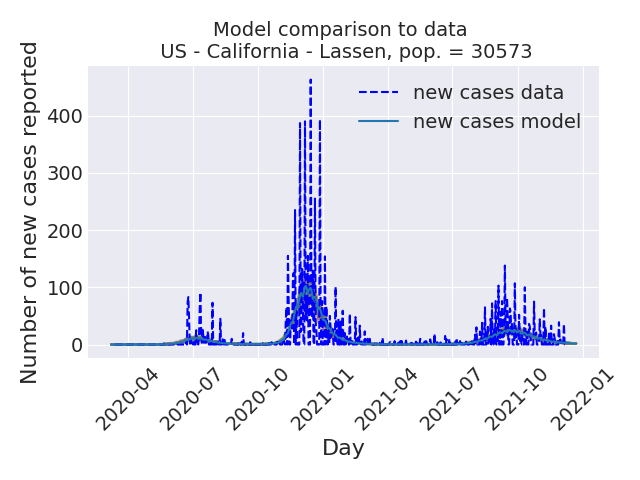 Model comparison to data
US - California - Lassen, pop. = 30573
Number of new cases reported
400
300
200
100
0
new cases data
new cases model
2020-04
2020-07
2020-10
2021-01
2021-04
2021-07
2021-10
2022-01
Day